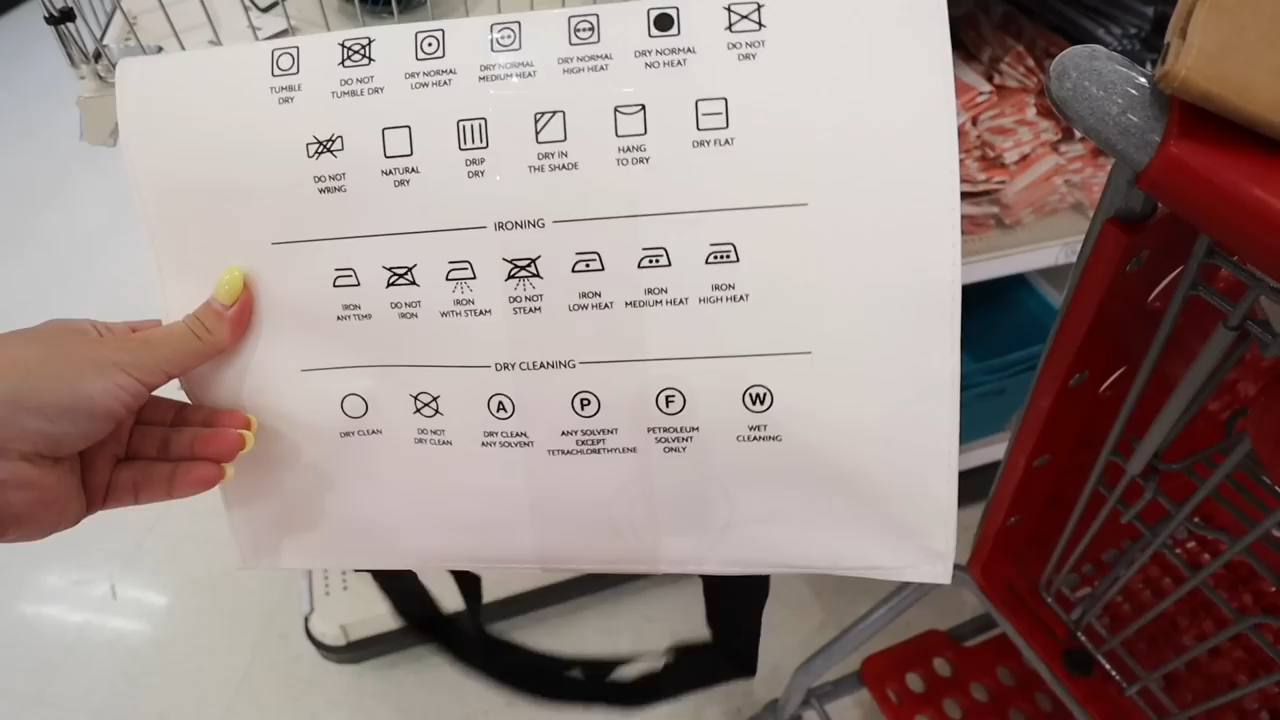 TUMBLE
DRY
DO NOT
TUMBLE DRY
DRY NORMAL
LOW HEAT
DRY NORMAL
MEDIUM HEAT
DRY NORMAL
HIGH HEAT
DRY NORMAL
NO HEAT
DO NOT
DRY
DO NOT
WRING
NATURAL
DRY
DRIP
DRY
DRY IN
THE SHADE
HANG
TO DRY
DRY FLAT
IRONING
IRON
ANY TEMP
DO NOT
IRON
IRON
WITH STEAM
DO NOT
STEAM
IRON
LOW HEAT
IRON
MEDIUM HEAT
IRON
HIGH HEAT
DRY CLEANING
A
P
F
W
DRY CLEAN
DO NOT
DRY CLEAN
DRY CLEAN,
ANY SOLVENT
ANY SOLVENT
EXCEPT
TETRACHLORETHYLENE
PETROLEUM
SOLVENT
ONLY
WET
CLEANING